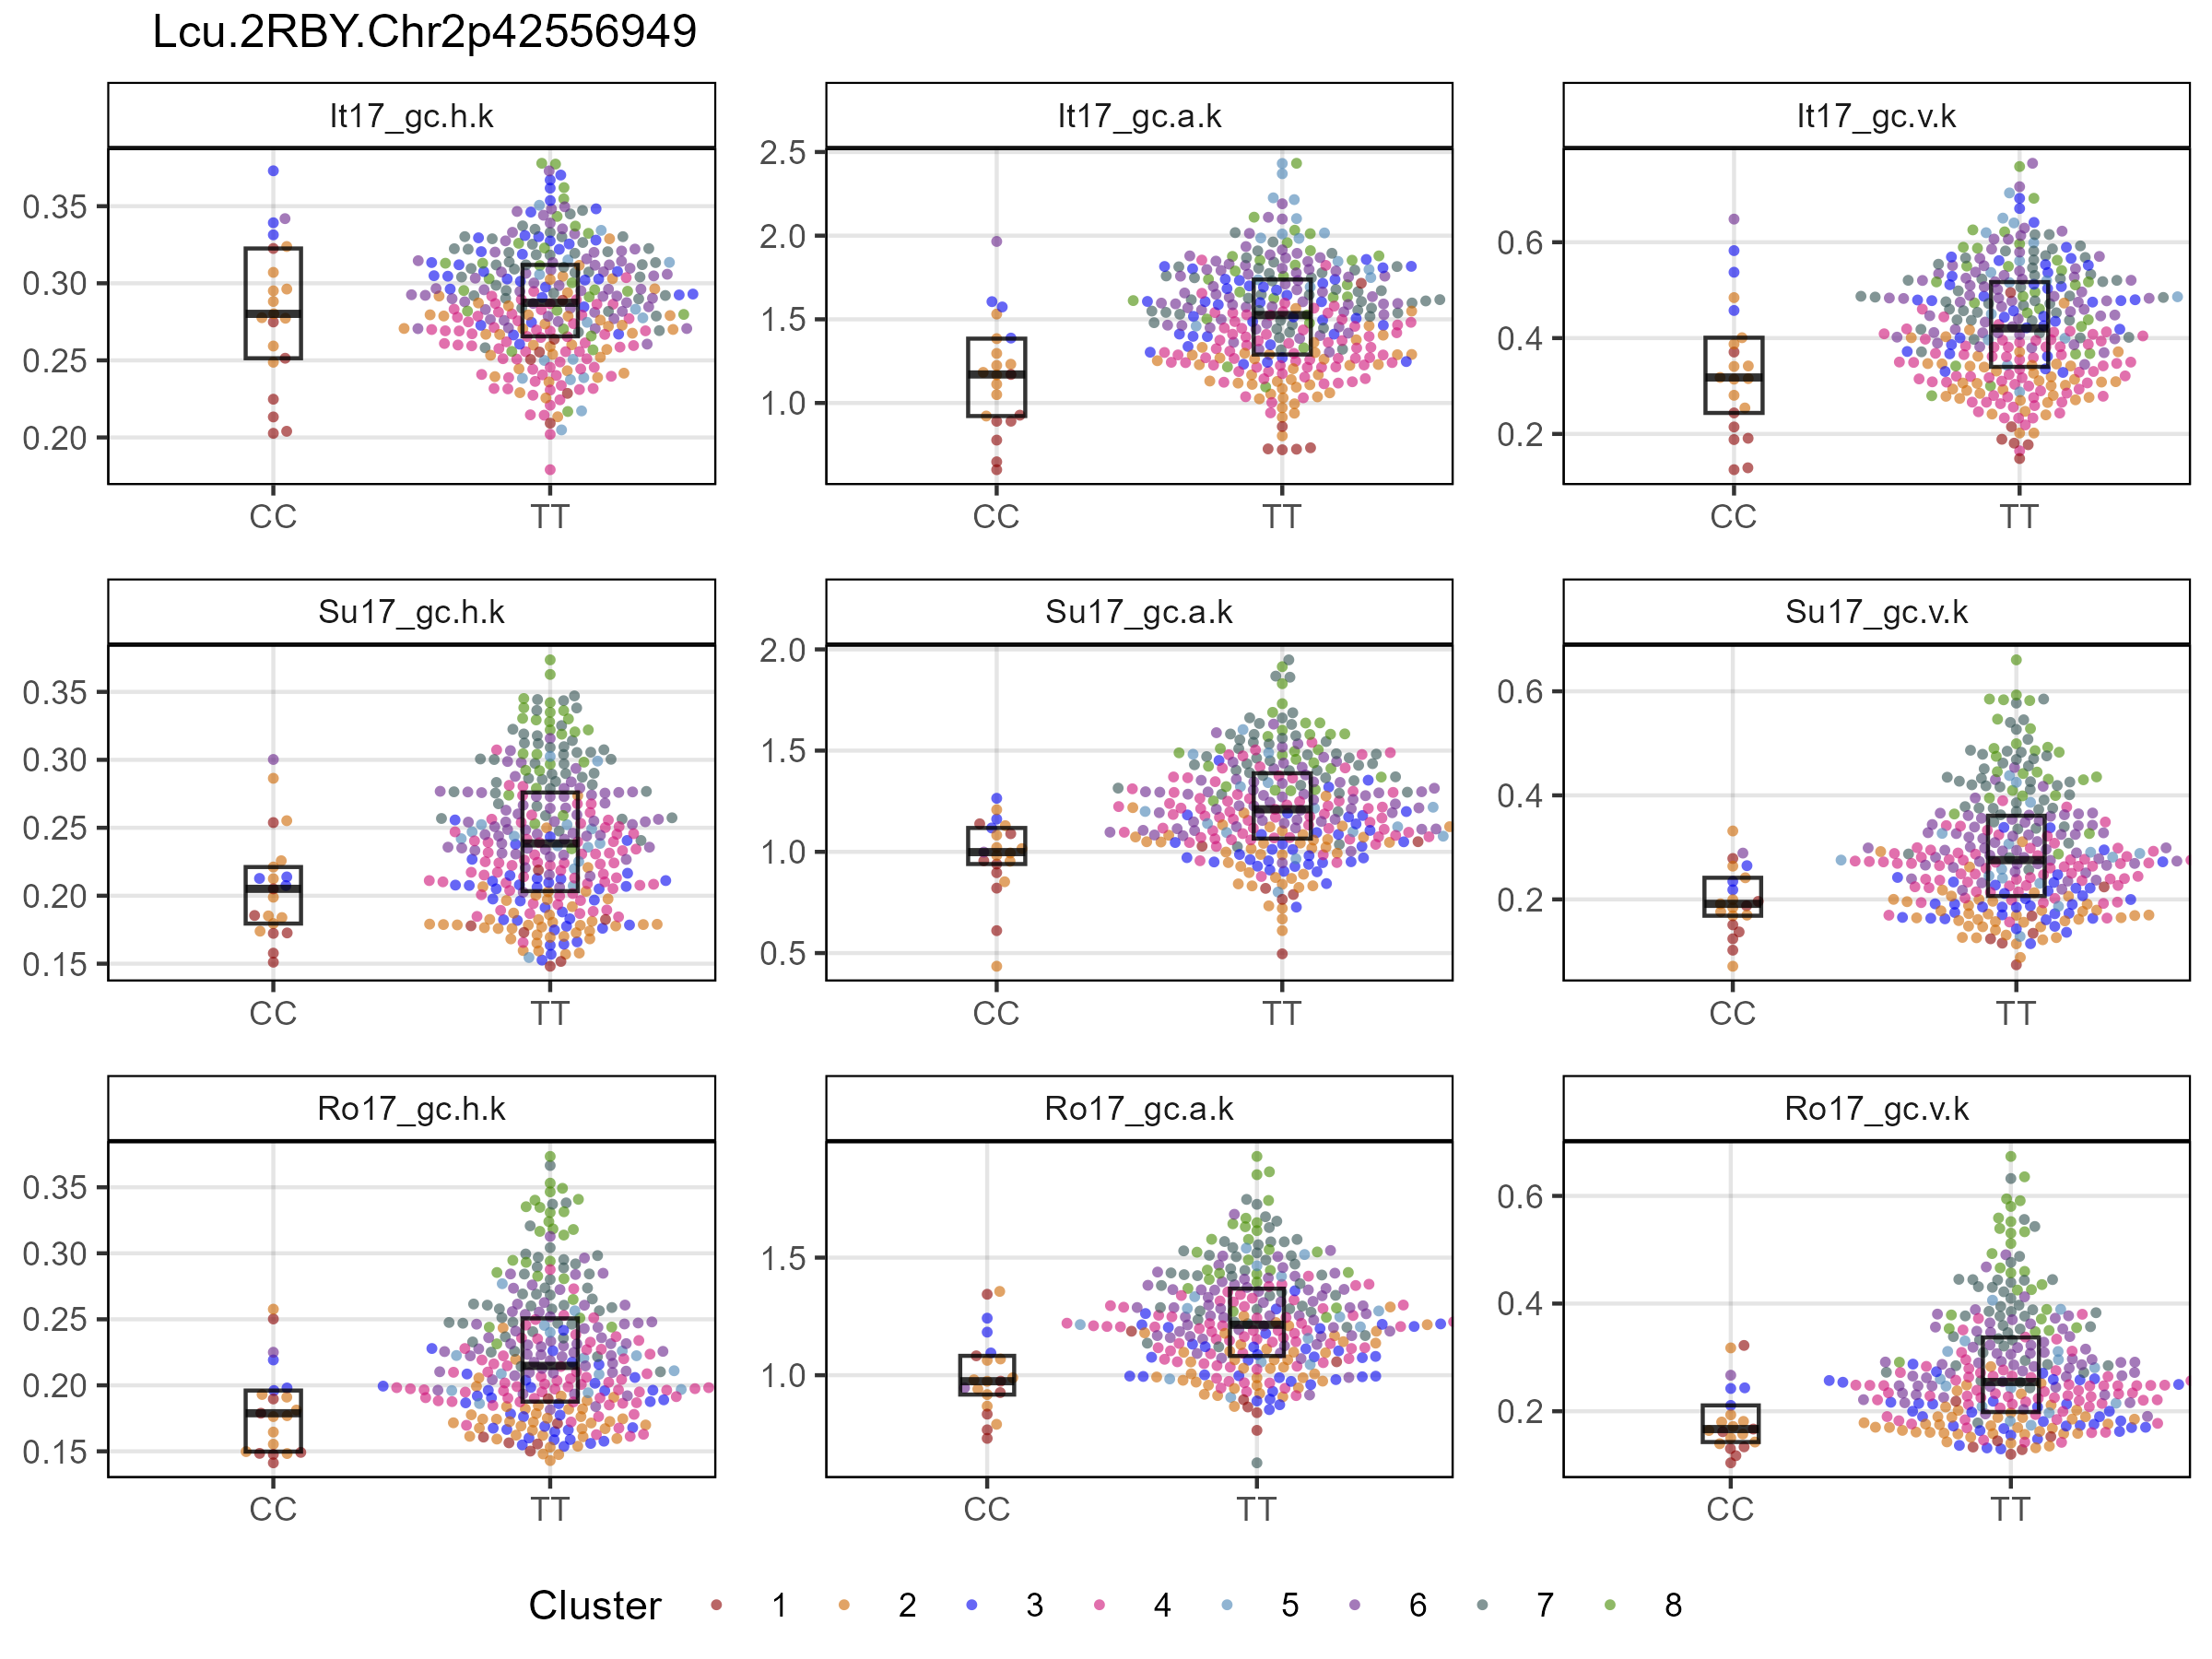 Lcu.2RBY.Chr2p42556949
It17_gc.h.k
It17_gc.a.k
It17_gc.v.k
0.35
0.30
0.25
0.20
CC TT
2.5
2.0
1.5
1.0
CC TT
0.6
0.4
0.2
CC TT
Su17_gc.h.k
Su17_gc.a.k
Su17_gc.v.k
0.35
0.30
0.25
0.20
0.15
CC TT
2.0
1.5
1.0
0.5
CC TT
0.6
0.4
0.2
CC TT
Ro17_gc.h.k
Ro17_gc.a.k
Ro17_gc.v.k
0.35
0.30
0.25
0.20
0.15
CC TT
1.5
1.0
CC TT
0.6
0.4
0.2
CC TT
Cluster 1 2 3 4 5 6 7 8